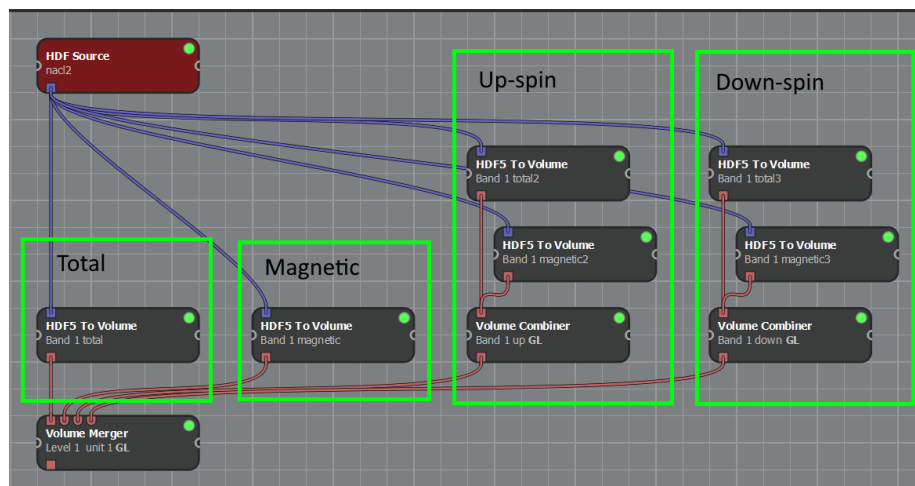 HDF Source
nacl2
Up-spin
Down-spin
HDF5 To Volume
Band 1 total2
HDF5 To Volume
Band 1 total3
HDF5 To Volume
Band 1 magnetic2
HDF5 To Volume
Band 1 magnetic3
Total
Magnetic
HDF5 To Volume
Band 1 total
HDF5 To Volume
Band 1 magnetic
Volume Combiner
Band 1 up GL
Volume Combiner
Band 1 down GL
Volume Merger
Level 1 unit 1 GL